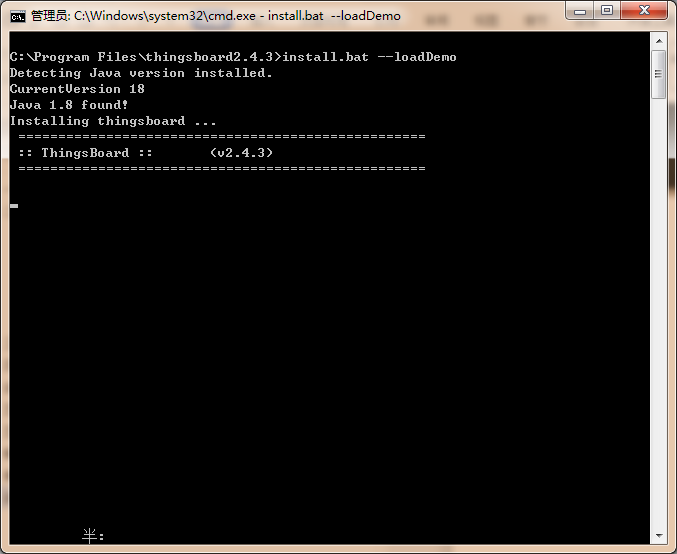 管理员: C:\Windows\system32\cmd.exe - install.bat --loadDemo
C:\Program Files\thingsboard2.4.3>install.bat --loadDemo
Detecting Java version installed.
CurrentVersion 18
Java 1.8 found!
Installing thingsboard ...
===================================================
:: ThingsBoard :: (v2.4.3)
===================================================
半: